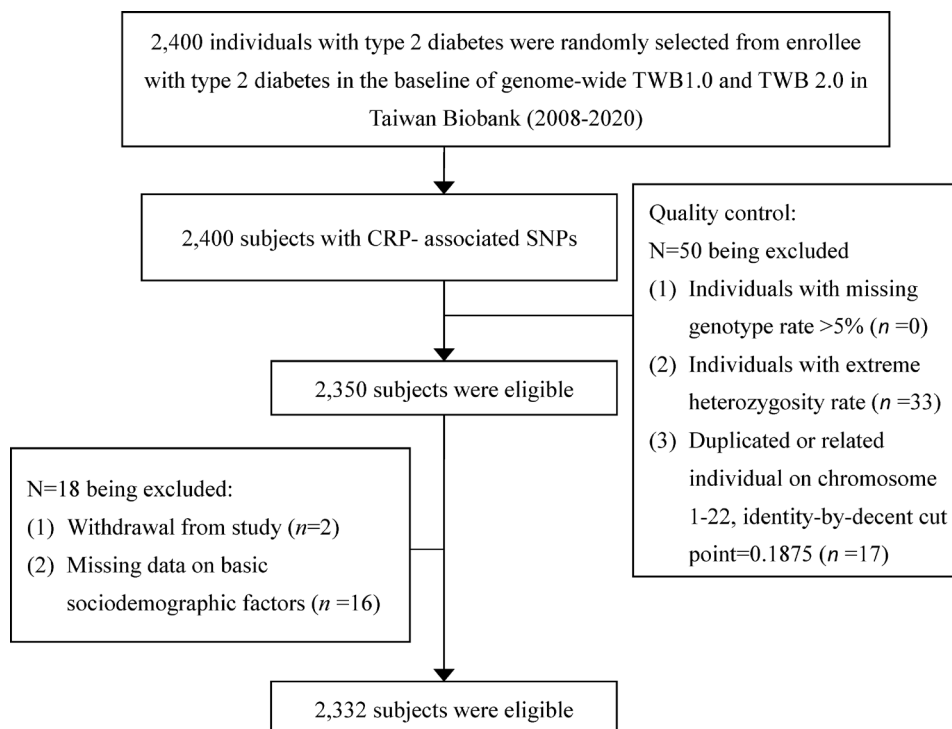 2,400 individuals with type 2 diabetes were randomly selected from enrollee
with type 2 diabetes in the baseline of genome-wide TWB1.0 and TWB 2.0 in
Taiwan Biobank (2008-2020)
2,400 subjects with CRP- associated SNPs
Quality control:
N=50 being excluded
(1) Individuals with missing
genotype rate >5% (n =0)
(2) Individuals with extreme
heterozygosity rate (n =33)
(3) Duplicated or related
individual on chromosome
1-22, identity-by-decent cut
point=0.1875 (n =17)
2,350 subjects were eligible
N=18 being excluded:
(1) Withdrawal from study (n=2)
(2) Missing data on basic
sociodemographic factors (n =16)
2,332 subjects were eligible